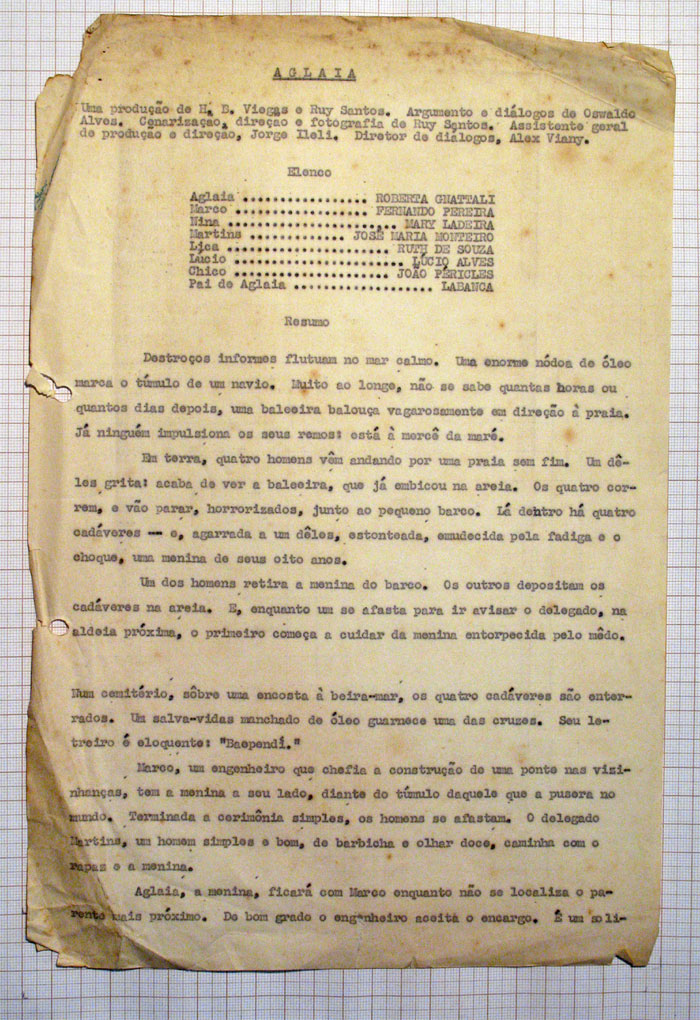 AGLAIA
Uma produção de H. B. Viegas e Ruy Santos. Argumento e diálogos de Oswaldo
Alves. Cenarização, direção e fotografia de Ruy Santos. Assistente geral
de produção e direção, Jorge Ileli. Diretor de diálogos, Alex Viany.
Elenco
Aglaia .................. ROBERTA GNATTALI
Marco ................... FERNANDO PEREIRA
Nina ......................... MARY LADEIRA
Martins ............. JOSÉ MARIA MONTEIRO
Lica ....................... RUTH DE SOUZA
Lucio ........................ LÚCIO ALVES
Chico ...................... JOÃO PÉRICLES
Pai de Aglaia .................... LABANCA
Resumo
Destroços informes flutuam no mar calmo. Uma enorme nódoa de óleo
marca o túmulo de um navio. Muito ao longe, não se sabe quantas horas ou
quantos dias depois, uma baleeira balouça vagarosamente em direção à praia.
Já ninguém impulsiona os seus remos: está à mercê da maré.
Em terra, quatro homens vêm andando por uma praia sem fim. Um dê-
les grita: acaba de ver a baleeira, que já embicou na areia. Os quatro cor-
rem, e vão parar, horrorizados, junto ao pequeno barco. Lá dentro há quatro
cadáveres -- e, agarrada a um dêles, estonteada, emudecida pela fadiga e o
choque, uma menina de seus oito anos.
Um dos homens retira a menina do barco. Os outros depositam os
cadáveres na areia. E, enquanto um se afasta para ir avisar o delegado, na
aldeia próxima, o primeiro começa a cuidar da menina entorpecida pelo mêdo.
Num cemitério, sôbre uma encosta à beira-mar, os quatro cadáveres são enter-
rados. Um salva-vidas manchado de óleo guarnece uma das cruzes. Seu le-
treiro é eloquente: "Baependí."
Marco, um engenheiro que chefia a construção de uma ponte nas vizi-
nhanças, tem a menina a seu lado, diante do túmulo daquele que a pusera no
mundo. Terminada a cerimônia simples, os homens se afastam. O delegado
Martins, um homem simples e bom, de barbicha e olhar doce, caminha com o
rapas e a menina.
Aglaia, a menina, ficará com Marco enquanto não se localiza o pa-
rente mais próximo. De bom grado o engenheiro aceita o encargo. É um soli-